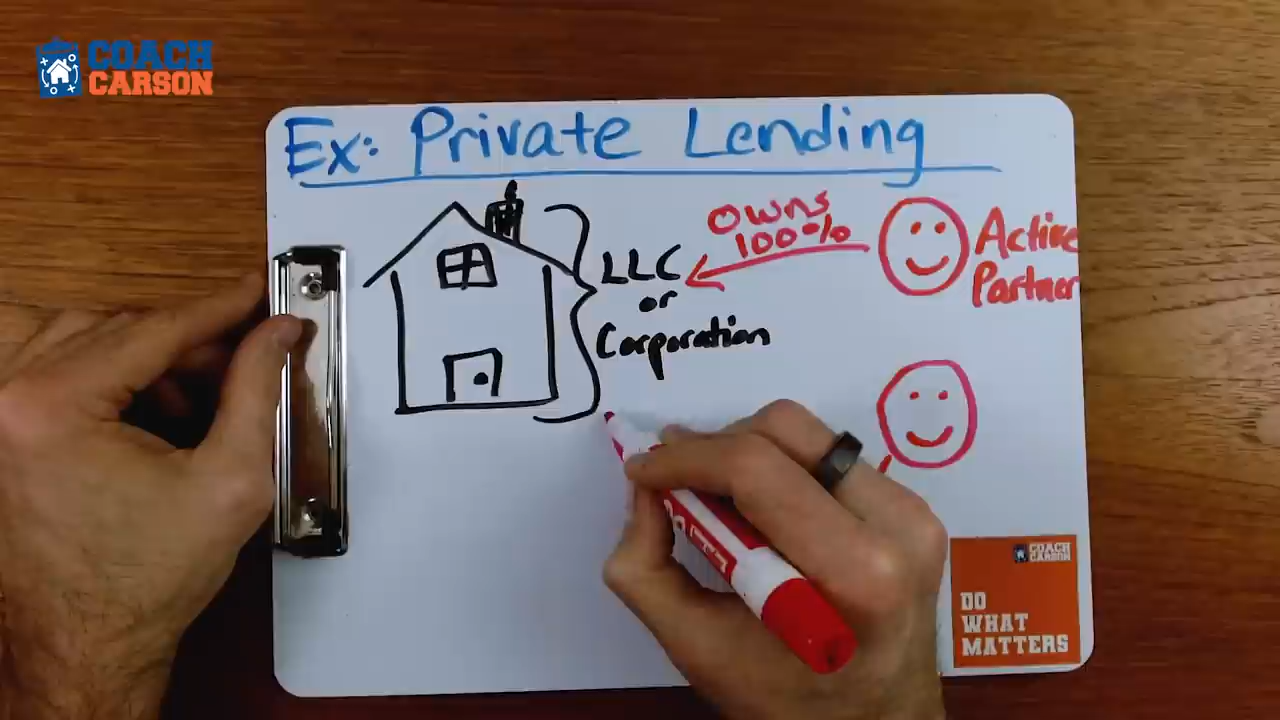 COACH
CARSON
Ex: Private Lending
Owns
100%
Active
Partner
LLC
or
Corporation
COACH
CARSON
DO
WHAT
MATTERS